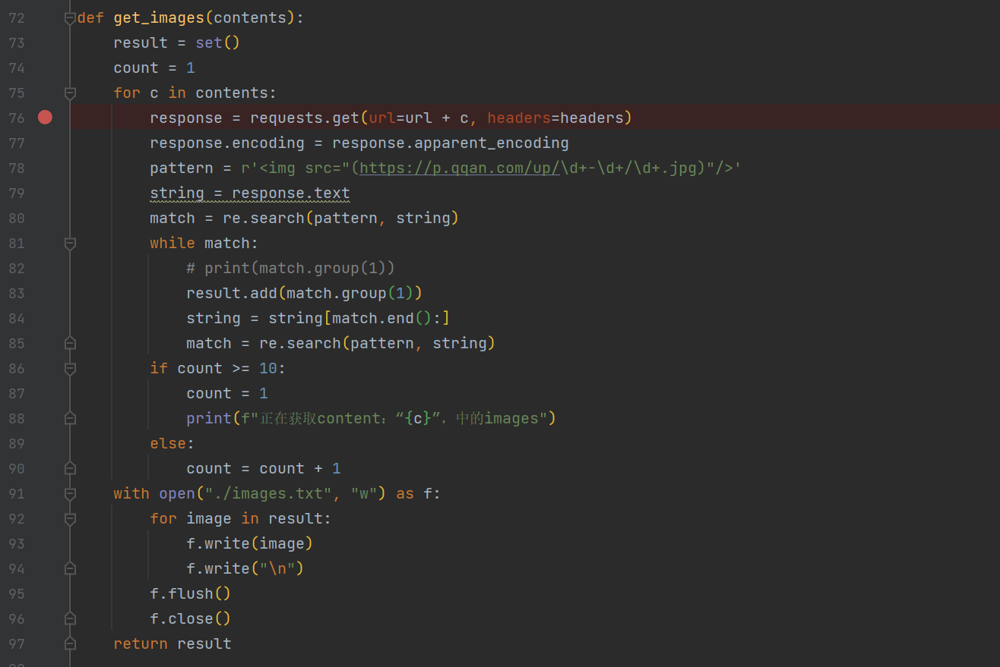 72 def get_images(contents):
73     result = set()
74     count = 1
75     for c in contents:
76         response = requests.get(url=url + c, headers=headers)
77         response.encoding = response.apparent_encoding
78         pattern = r'<img src="(https://p.qqan.com/up/\d+-\d+/\d+.jpg)"/>'
79         string = response.text
80         match = re.search(pattern, string)
81         while match:
82             # print(match.group(1))
83             result.add(match.group(1))
84             string = string[match.end():]
85             match = re.search(pattern, string)
86         if count >= 10:
87             count = 1
88             print(f"正在获取content：“{c}”，中的images")
89         else:
90             count = count + 1
91     with open("./images.txt", "w") as f:
92         for image in result:
93             f.write(image)
94             f.write("\n")
95         f.flush()
96         f.close()
97     return result